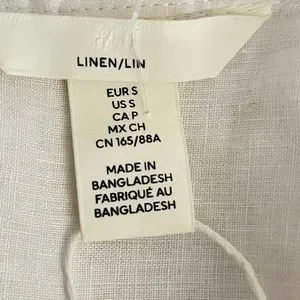 LINEN/LIN
EUR S
US S
CA P
MX CH
CN 165/88A
MADE IN
BANGLADESH
FABRIQUÉ AU
BANGLADESH